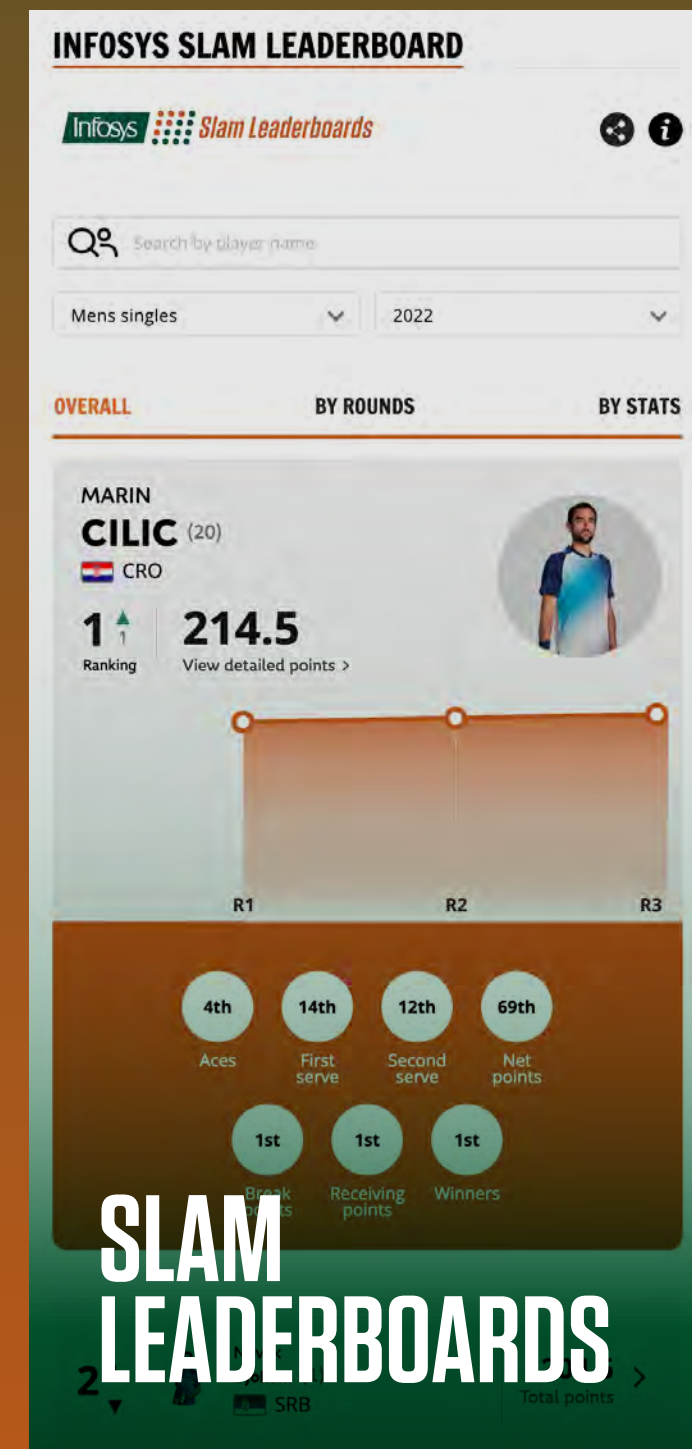 INFOSYS SLAM LEADERBOARD
Infosys Slam Leaderboards
Search by player name
Mens singles
2022
OVERALL BY ROUNDS BY STATS
MARIN
CILIC (20)
CRO
1 1 214.5
Ranking View detailed points >
R1 R2 R3
4th 14th 12th 69th
Aces First serve Second serve Net points
1st 1st 1st
Break Receiving points Winners
SLAM
LEADERBOARDS
2
SRB
Total points